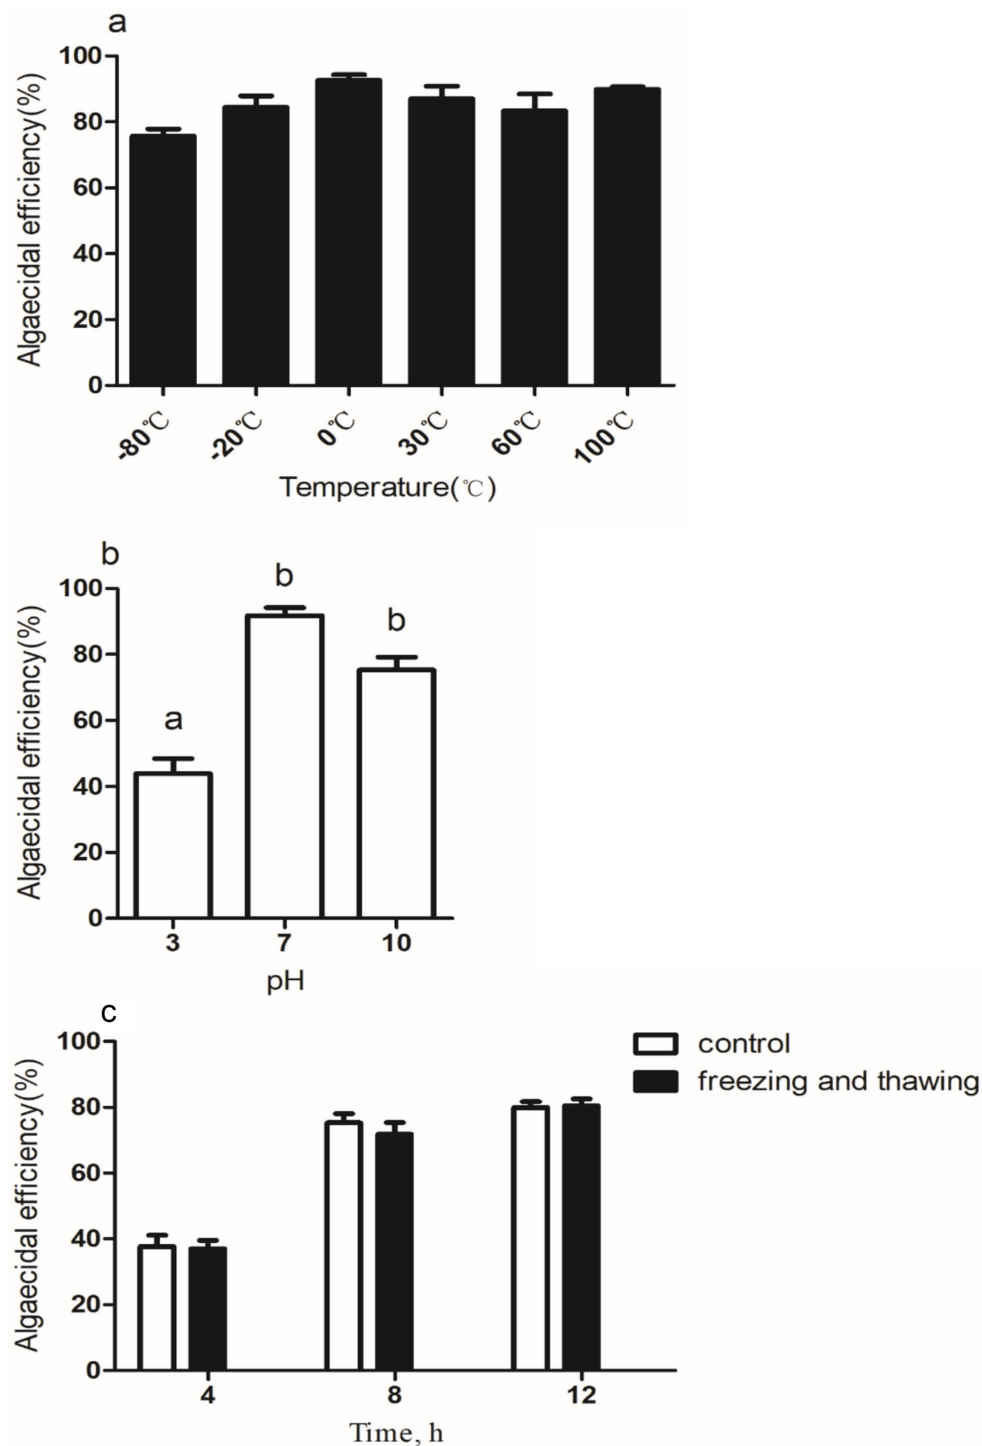 a
Algaecidal efficiency(%)
100
80
60
40
20
0
-80℃ -20℃ 0℃ 30℃ 60℃ 100℃
Temperature(℃)
b
Algaecidal efficiency(%)
100
80
60
40
20
0
a b b
3 7 10
pH
c
Algaecidal efficiency(%)
100
80
60
40
20
0
control
freezing and thawing
4 8 12
Time, h